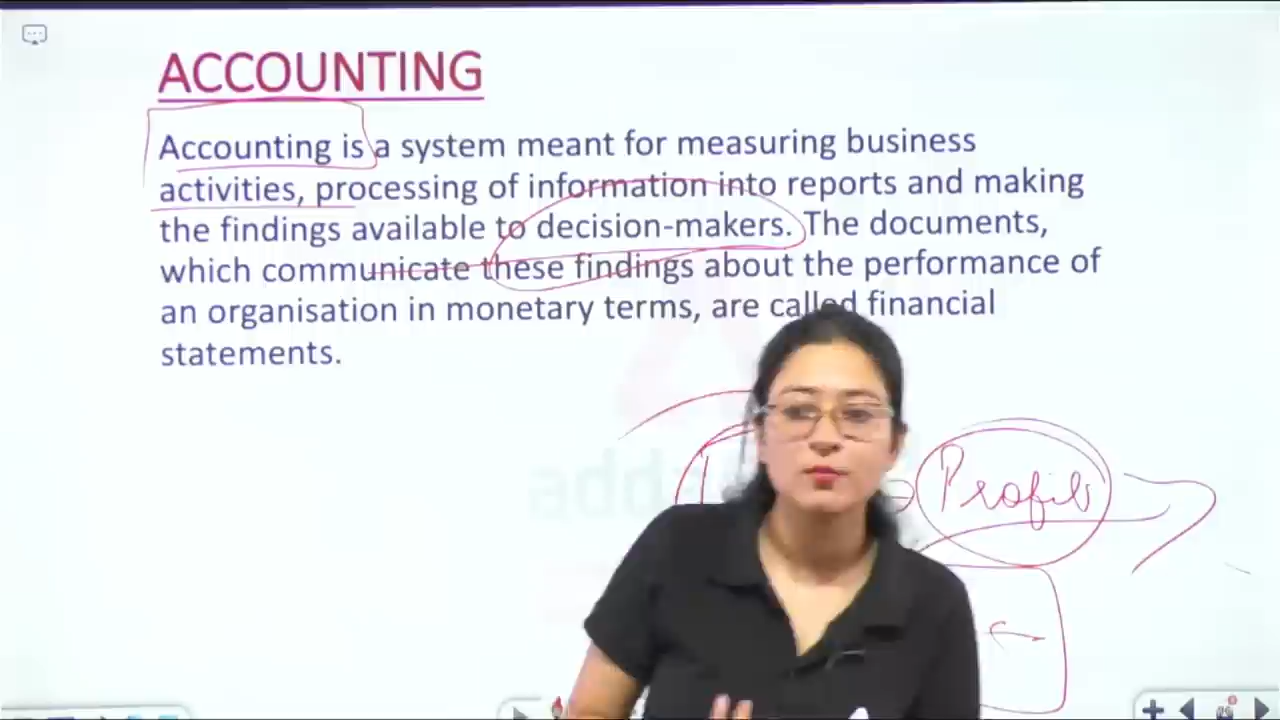 ACCOUNTING
Accounting is a system meant for measuring business
activities, processing of information into reports and making
the findings available to decision-makers. The documents,
which communicate these findings about the performance of
an organisation in monetary terms, are called financial
statements.
Profit